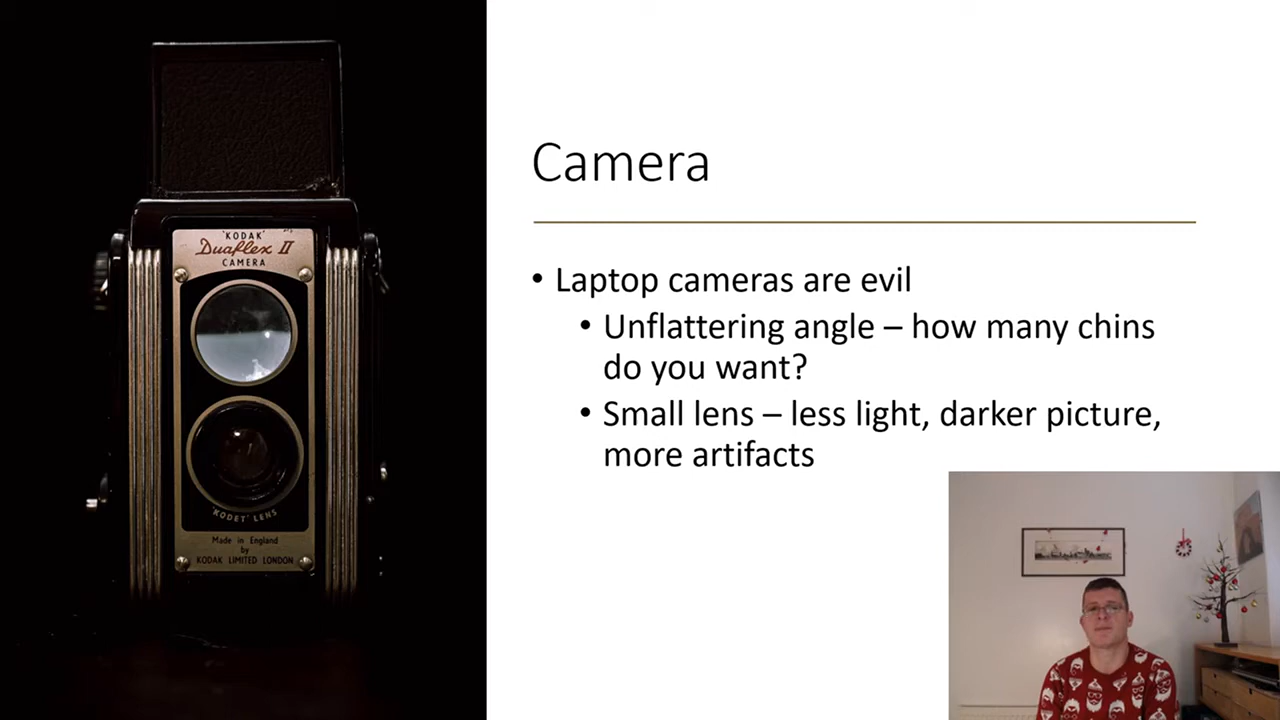 'KODAK'
Duaflex II
CAMERA
'KODET' LENS
Made in England
by
KODAK LIMITED LONDON
Camera
• Laptop cameras are evil
• Unflattering angle – how many chins
do you want?
• Small lens – less light, darker picture,
more artifacts